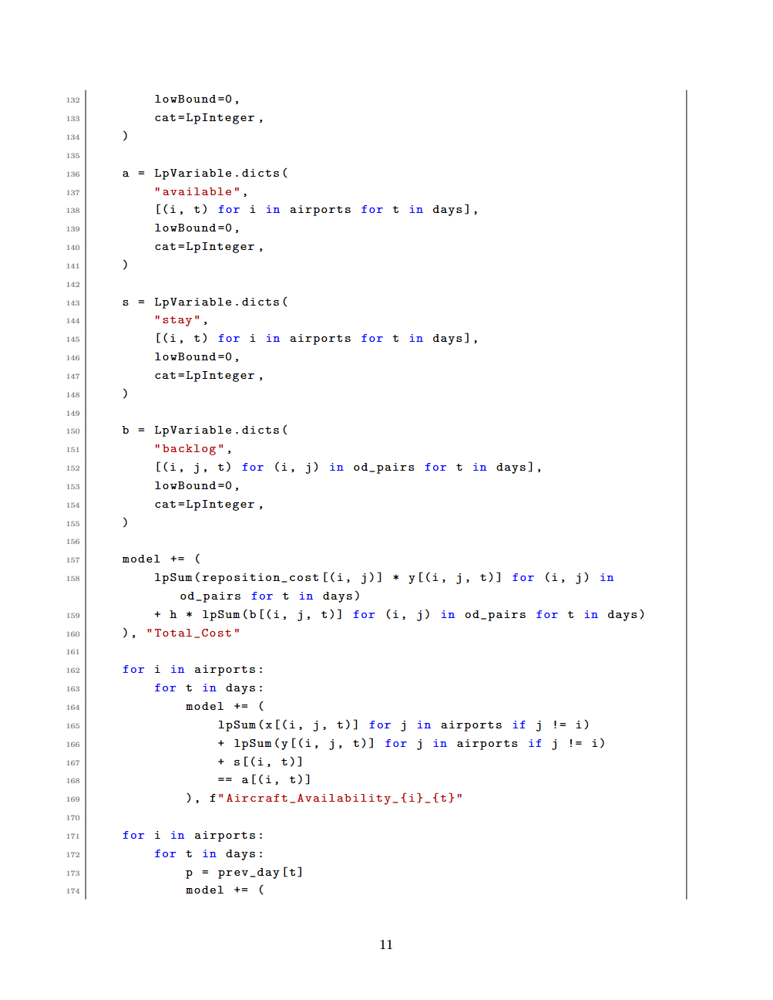 132 lowBound=0,
133 cat=LpInteger,
134 )
135
136 a = LpVariable.dicts(
137 "available",
138 [(i, t) for i in airports for t in days],
139 lowBound=0,
140 cat=LpInteger,
141 )
142
143 s = LpVariable.dicts(
144 "stay",
145 [(i, t) for i in airports for t in days],
146 lowBound=0,
147 cat=LpInteger,
148 )
149
150 b = LpVariable.dicts(
151 "backlog",
152 [(i, j, t) for (i, j) in od_pairs for t in days],
153 lowBound=0,
154 cat=LpInteger,
155 )
156
157 model += (
158 lpSum(reposition_cost[(i, j)] * y[(i, j, t)] for (i, j) in
od_pairs for t in days)
159 + h * lpSum(b[(i, j, t)] for (i, j) in od_pairs for t in days)
160 ), "Total_Cost"
161
162 for i in airports:
163 for t in days:
164 model += (
165 lpSum(x[(i, j, t)] for j in airports if j != i)
166 + lpSum(y[(i, j, t)] for j in airports if j != i)
167 + s[(i, t)]
168 == a[(i, t)]
169 ), f"Aircraft_Availability_{i}_{t}"
170
171 for i in airports:
172 for t in days:
173 p = prev_day[t]
174 model += (
11